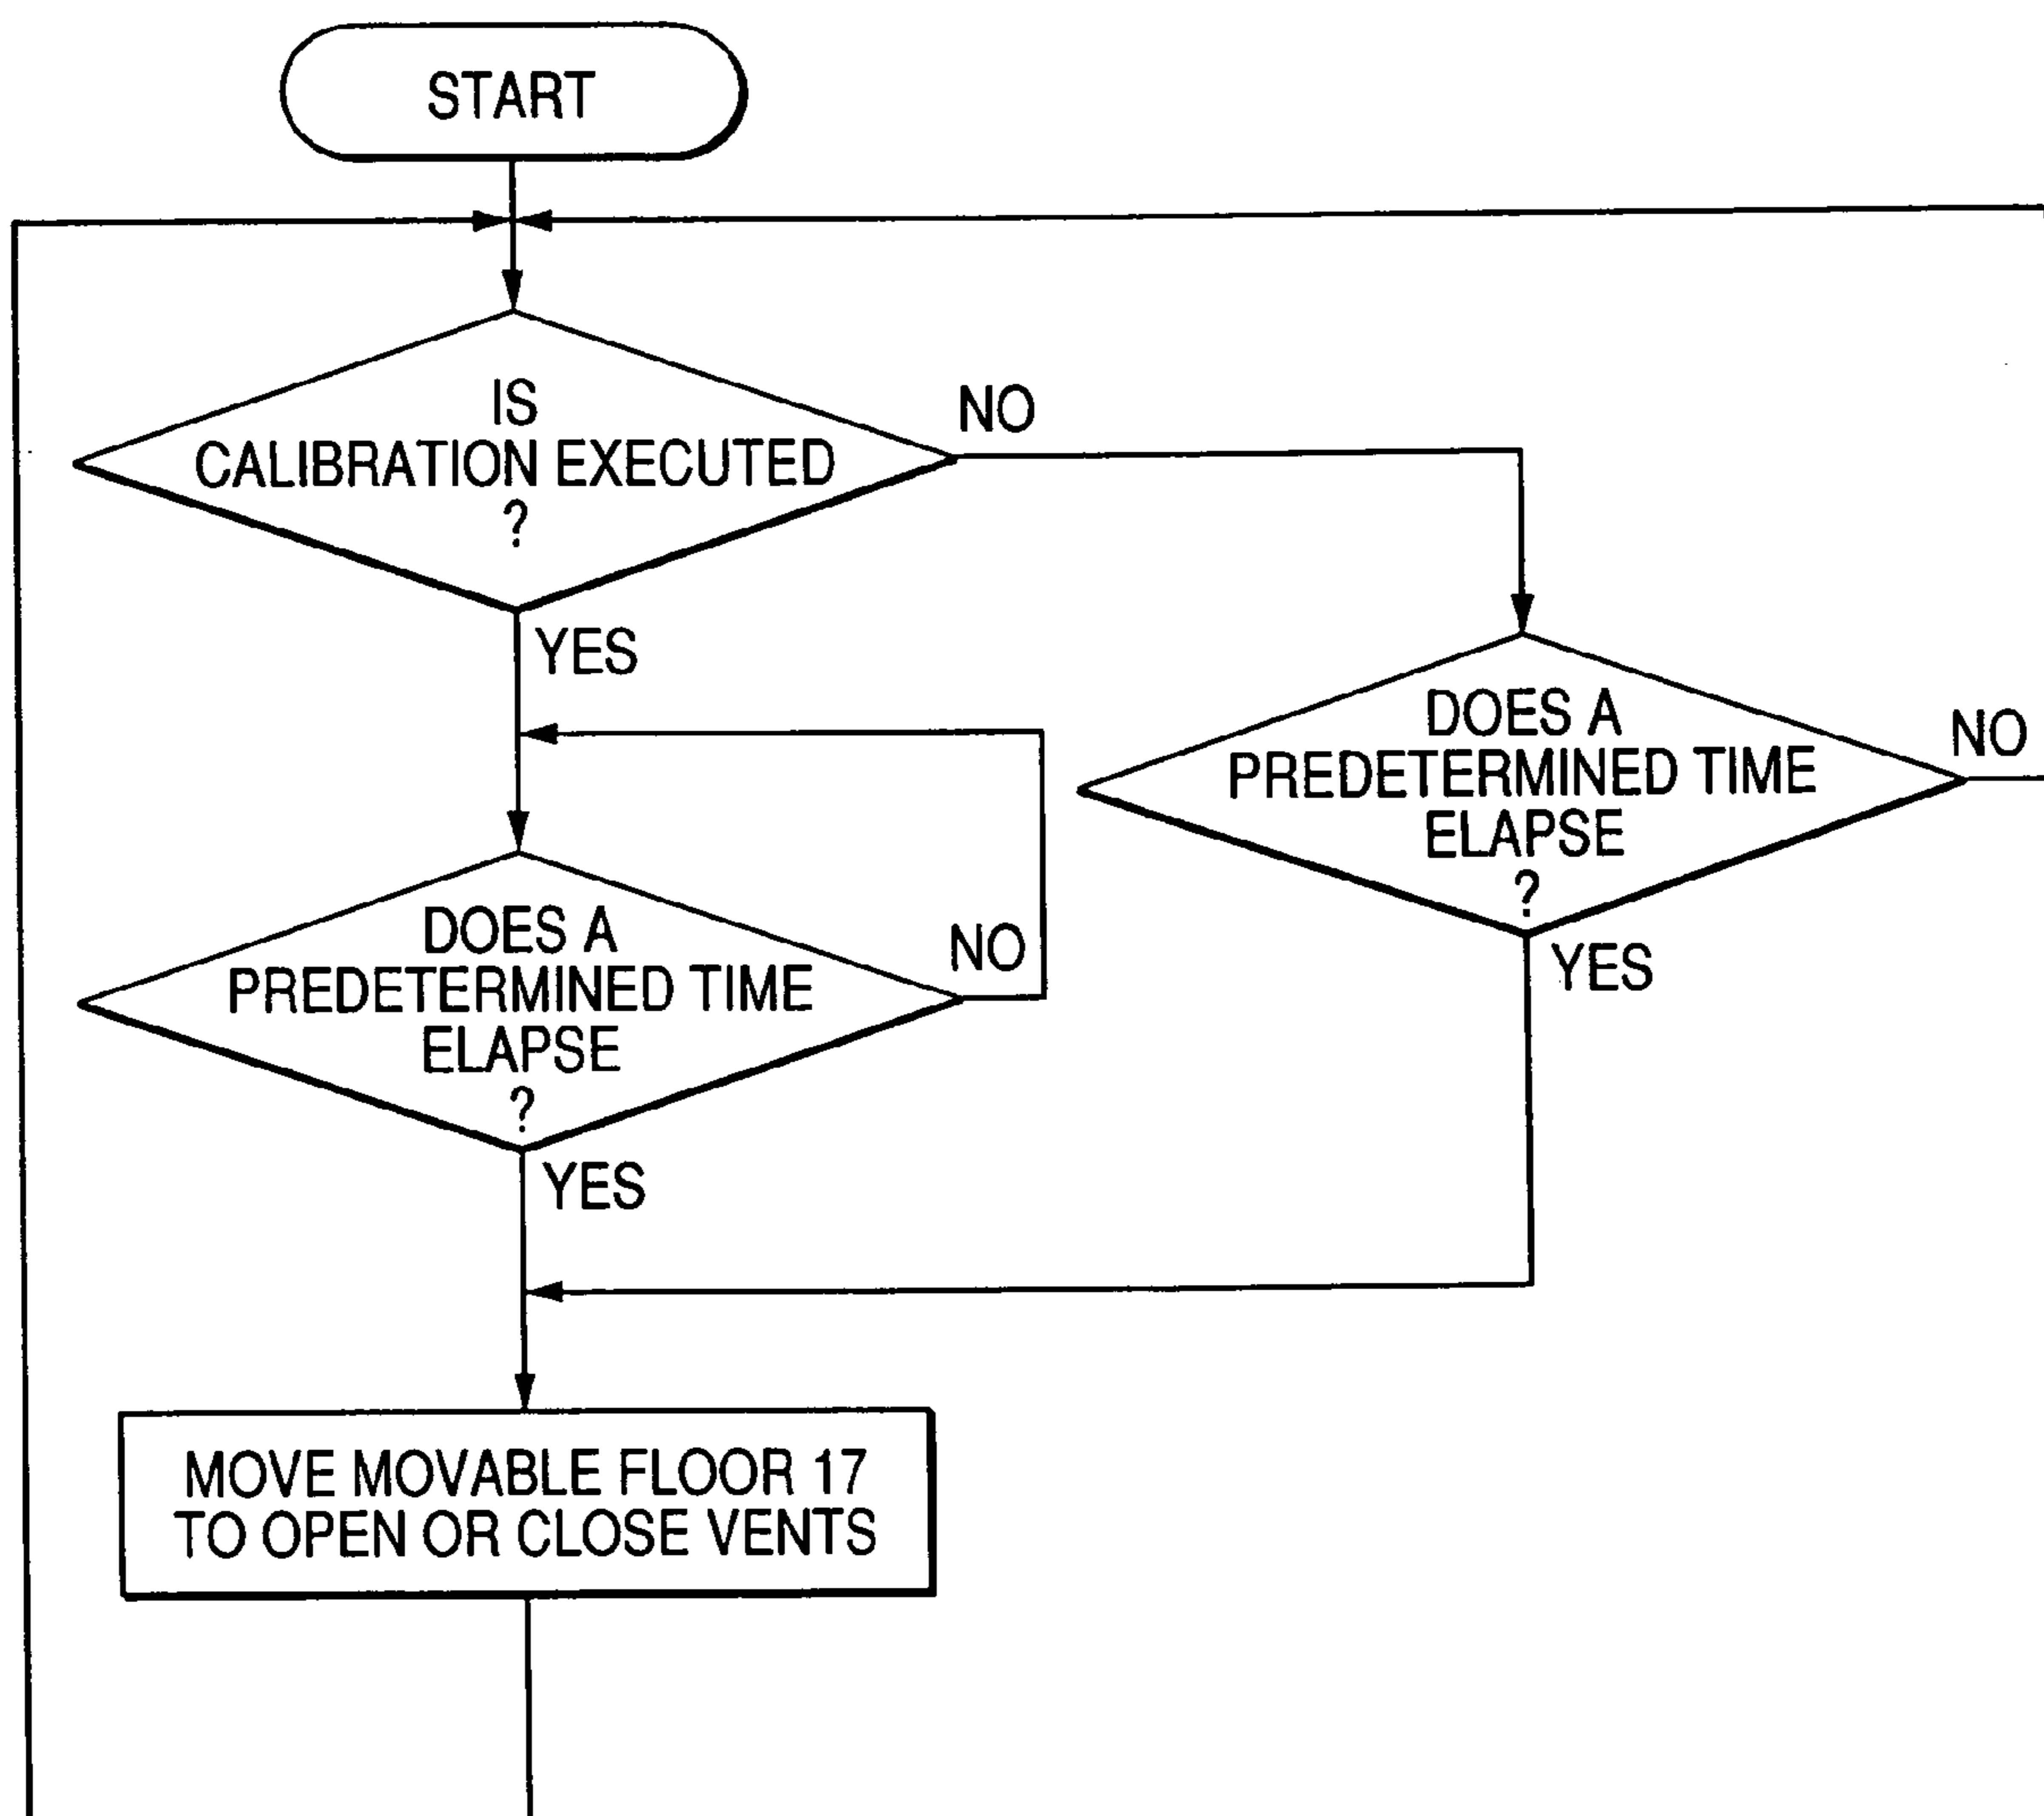 START
IS
CALIBRATION EXECUTED
?
NO
YES
DOES A
PREDETERMINED TIME
ELAPSE
?
NO
YES
DOES A
PREDETERMINED TIME
ELAPSE
?
NO
YES
MOVE MOVABLE FLOOR 17
TO OPEN OR CLOSE VENTS